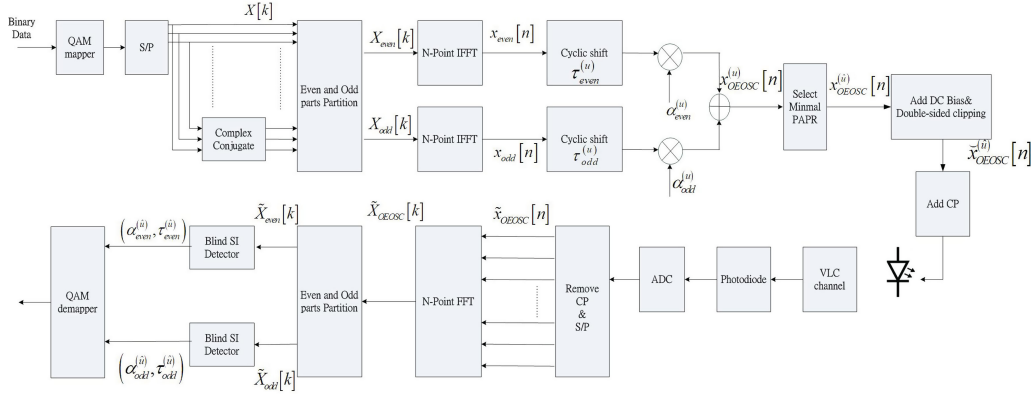 Binary
Data
QAM
mapper
S/P
X[k]
Complex
Conjugate
Even and Odd
parts Partition
X_even[k]
X_odd[k]
N-Point IFFT
N-Point IFFT
x_even[n]
x_odd[n]
Cyclic shift
τ_even^(u)
Cyclic shift
τ_odd^(u)
α_even^(u)
α_odd^(u)
x_OEOSC^(u)[n]
Select
Minmal
PAPR
x_OEOSC^(û)[n]
Add DC Bias&
Double-sided clipping
x̆_OEOSC^(û)[n]
Add CP
VLC
channel
Photodiode
ADC
Remove
CP
&
S/P
x̃_OEOSC[n]
N-Point FFT
X̃_OEOSC[k]
Even and Odd
parts Partition
X̃_even[k]
X̃_odd[k]
Blind SI
Detector
Blind SI
Detector
(α_even^(û), τ_even^(û))
(α_odd^(û), τ_odd^(û))
QAM
demapper